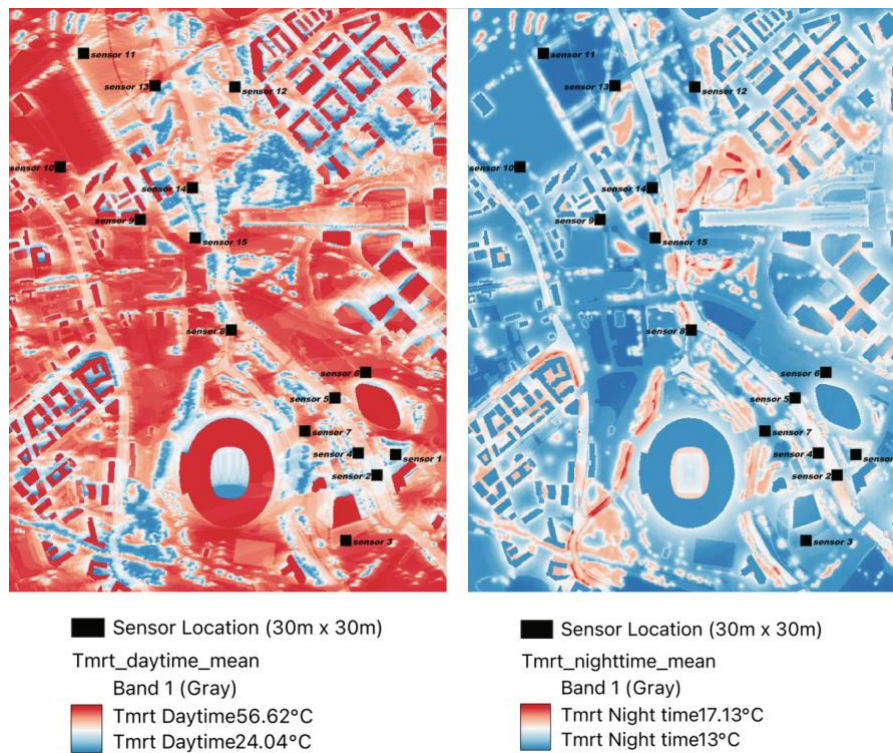 sensor 11
sensor 13
sensor 12
sensor 10
sensor 14
sensor 9
sensor 15
sensor 8
sensor 6
sensor 5
sensor 7
sensor 4
sensor 1
sensor 2
sensor 3
Sensor Location (30m x 30m)
Tmrt_daytime_mean
Band 1 (Gray)
Tmrt Daytime56.62°C
Tmrt Daytime24.04°C
sensor 11
sensor 13
sensor 12
sensor 10
sensor 14
sensor 9
sensor 15
sensor 8
sensor 6
sensor 5
sensor 7
sensor 4
sensor
sensor 2
sensor 3
Sensor Location (30m x 30m)
Tmrt_nighttime_mean
Band 1 (Gray)
Tmrt Night time17.13°C
Tmrt Night time13°C